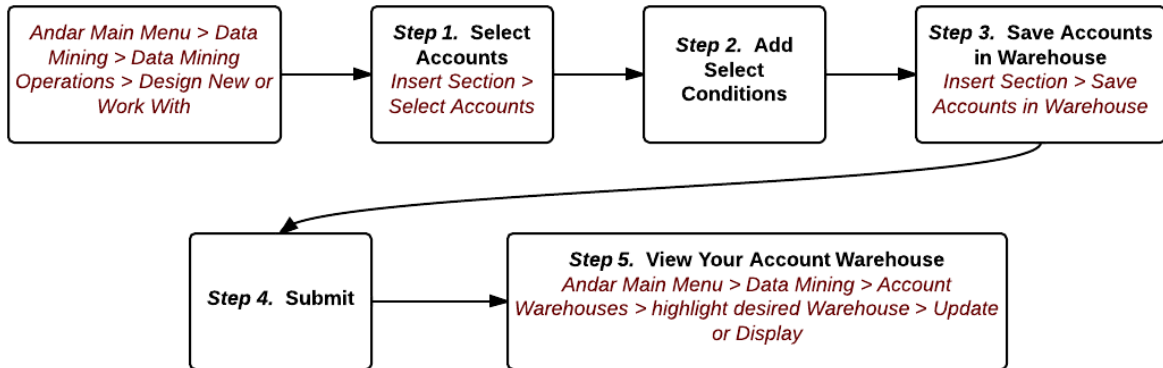 Andar Main Menu > Data
Mining > Data Mining
Operations > Design New or
Work With
Step 1. Select
Accounts
Insert Section >
Select Accounts
Step 2. Add
Select
Conditions
Step 3. Save Accounts
in Warehouse
Insert Section > Save
Accounts in Warehouse
Step 4. Submit
Step 5. View Your Account Warehouse
Andar Main Menu > Data Mining > Account
Warehouses > highlight desired Warehouse > Update
or Display